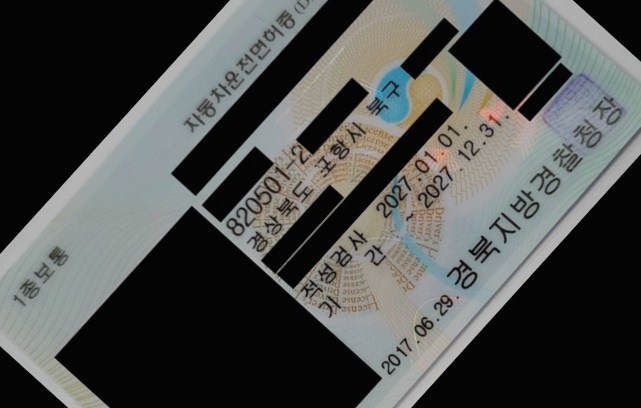 자동차운전면허증
1종보통
820501-2
경상북도 포항시 북구
적성검사 2027.01.01.
기 간 ~ 2027.12.31.
2017.06.29. 경북지방경찰청장